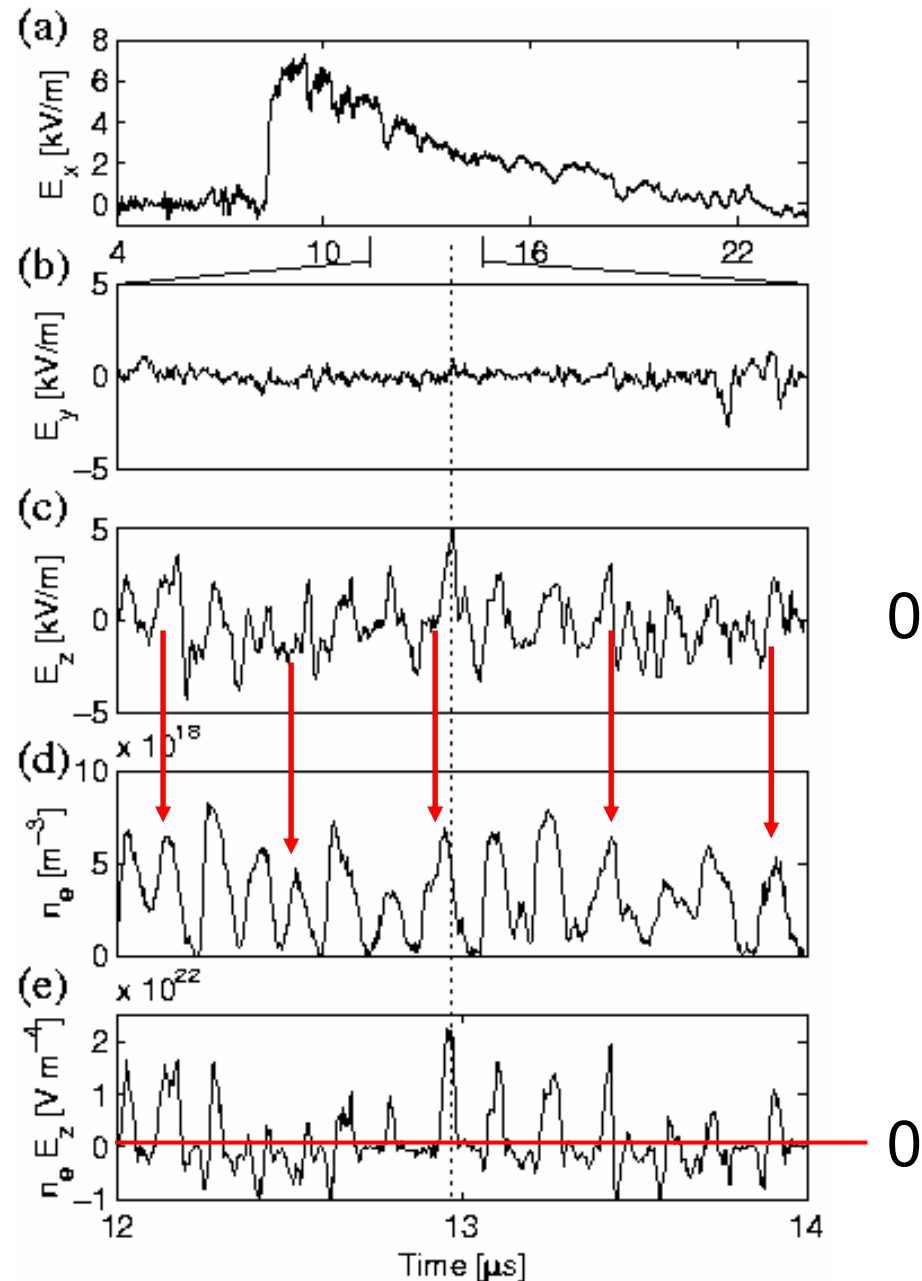 (a)
8
6
4
2
0
E_x [kV/m]
4 10 16 22
(b)
5
0
−5
E_y [kV/m]
(c)
5
0
−5
E_z [kV/m]
0
x 10^18
(d)
10
5
0
n_e [m^−3]
x 10^22
(e)
2
1
0
−1
n_e E_z [V m^−4]
0
12 13 14
Time [μs]